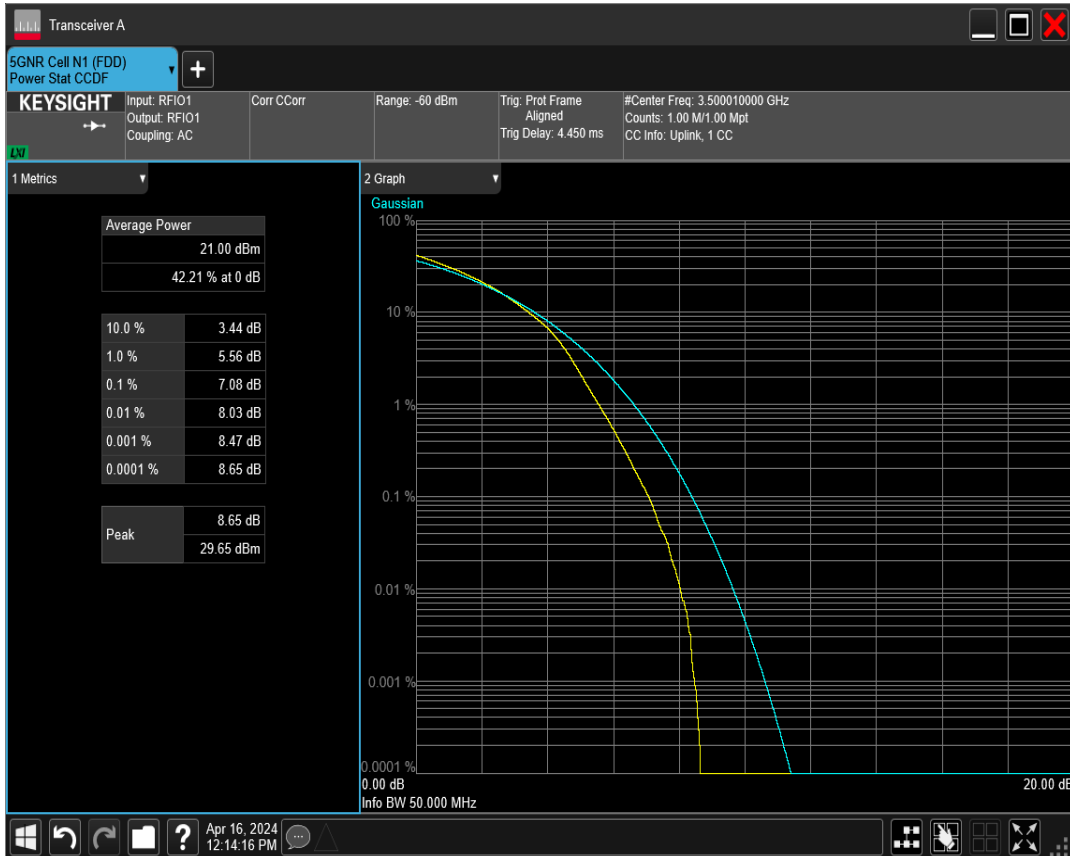 Transceiver A
5GNR Cell N1 (FDD)
Power Stat CCDF
+
KEYSIGHT
LXI
Input: RFIO1
Output: RFIO1
Coupling: AC
Corr CCorr
Range: -60 dBm
Trig: Prot Frame
Aligned
Trig Delay: 4.450 ms
#Center Freq: 3.500010000 GHz
Counts: 1.00 M/1.00 Mpt
CC Info: Uplink, 1 CC
1 Metrics
Average Power
21.00 dBm
42.21 % at 0 dB
10.0 % 3.44 dB
1.0 % 5.56 dB
0.1 % 7.08 dB
0.01 % 8.03 dB
0.001 % 8.47 dB
0.0001 % 8.65 dB
Peak
8.65 dB
29.65 dBm
2 Graph
Gaussian
100 %
10 %
1 %
0.1 %
0.01 %
0.001 %
0.0001 %
0.00 dB 20.00 dB
Info BW 50.000 MHz
?
Apr 16, 2024
12:14:16 PM